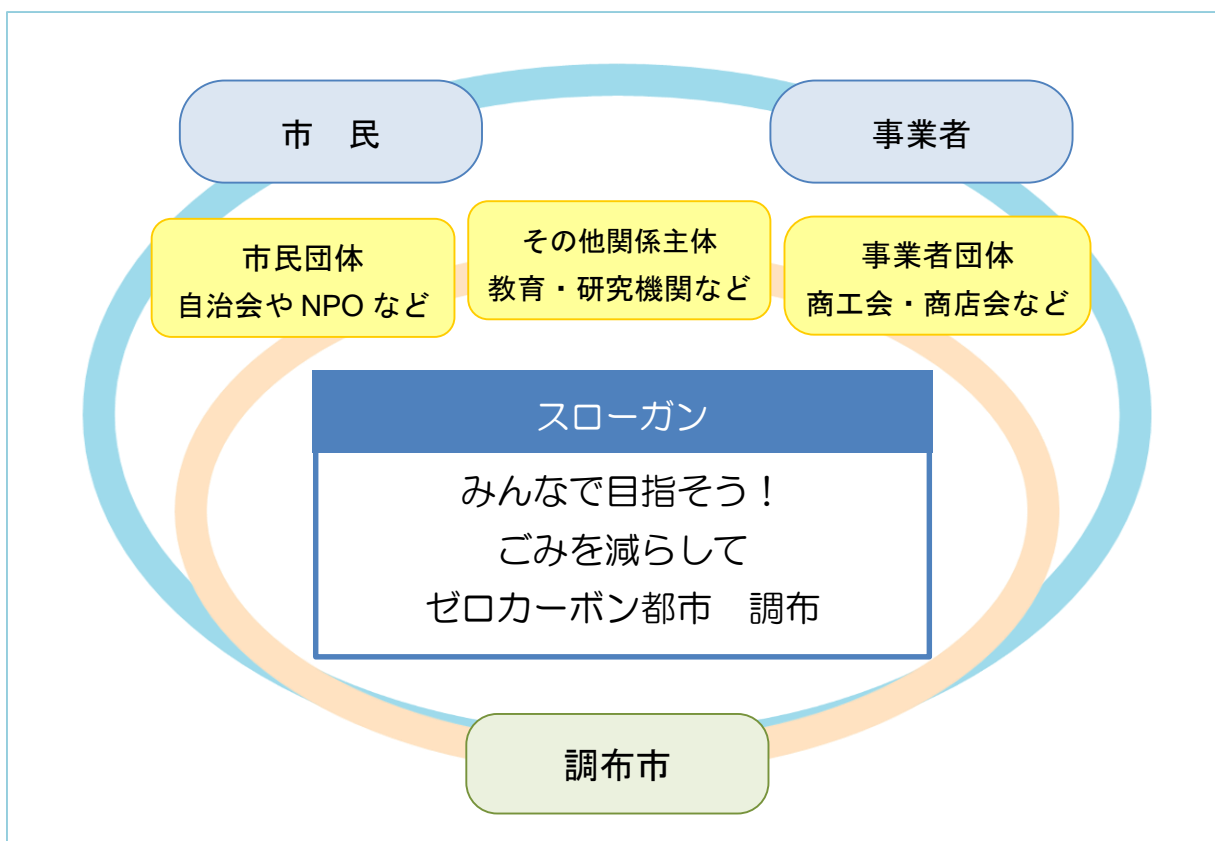 市　民
事業者
市民団体
自治会や NPO など
その他関係主体
教育・研究機関など
事業者団体
商工会・商店会など
スローガン
みんなで目指そう！
ごみを減らして
ゼロカーボン都市　調布
調布市